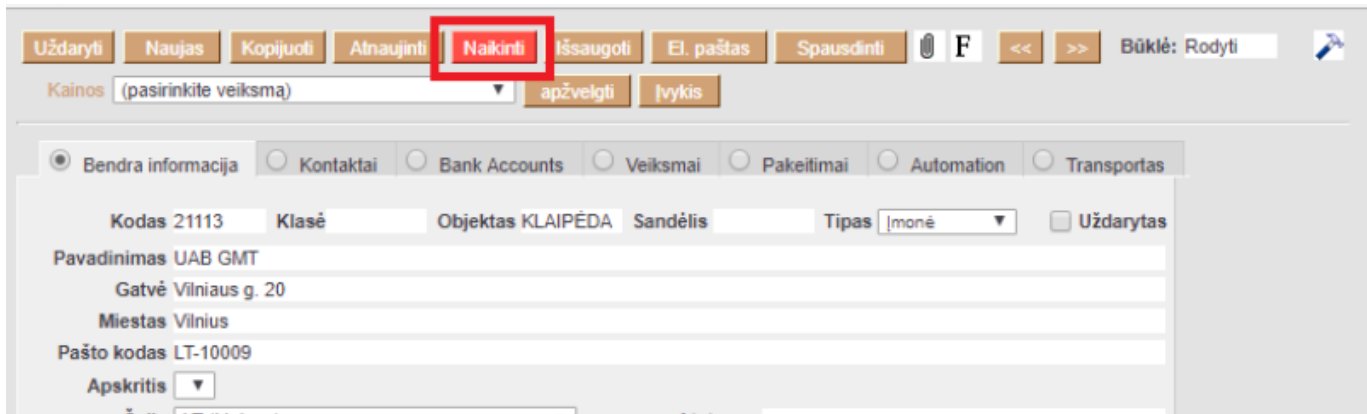 Uždaryti Naujas Kopijuoti Atnaujinti Naikinti Išsaugoti El. paštas Spausdinti F << >> Būklė: Rodyti
Kainos (pasirinkite veiksmą) apžvelgti Įvykis
Bendra informacija Kontaktai Bank Accounts Veiksmai Pakeitimai Automation Transportas
Kodas 21113 Klasė Objektas KLAIPĖDA Sandėlis Tipas Įmonė Uždarytas
Pavadinimas UAB GMT
Gatvė Vilniaus g. 20
Miestas Vilnius
Pašto kodas LT-10009
Apskritis